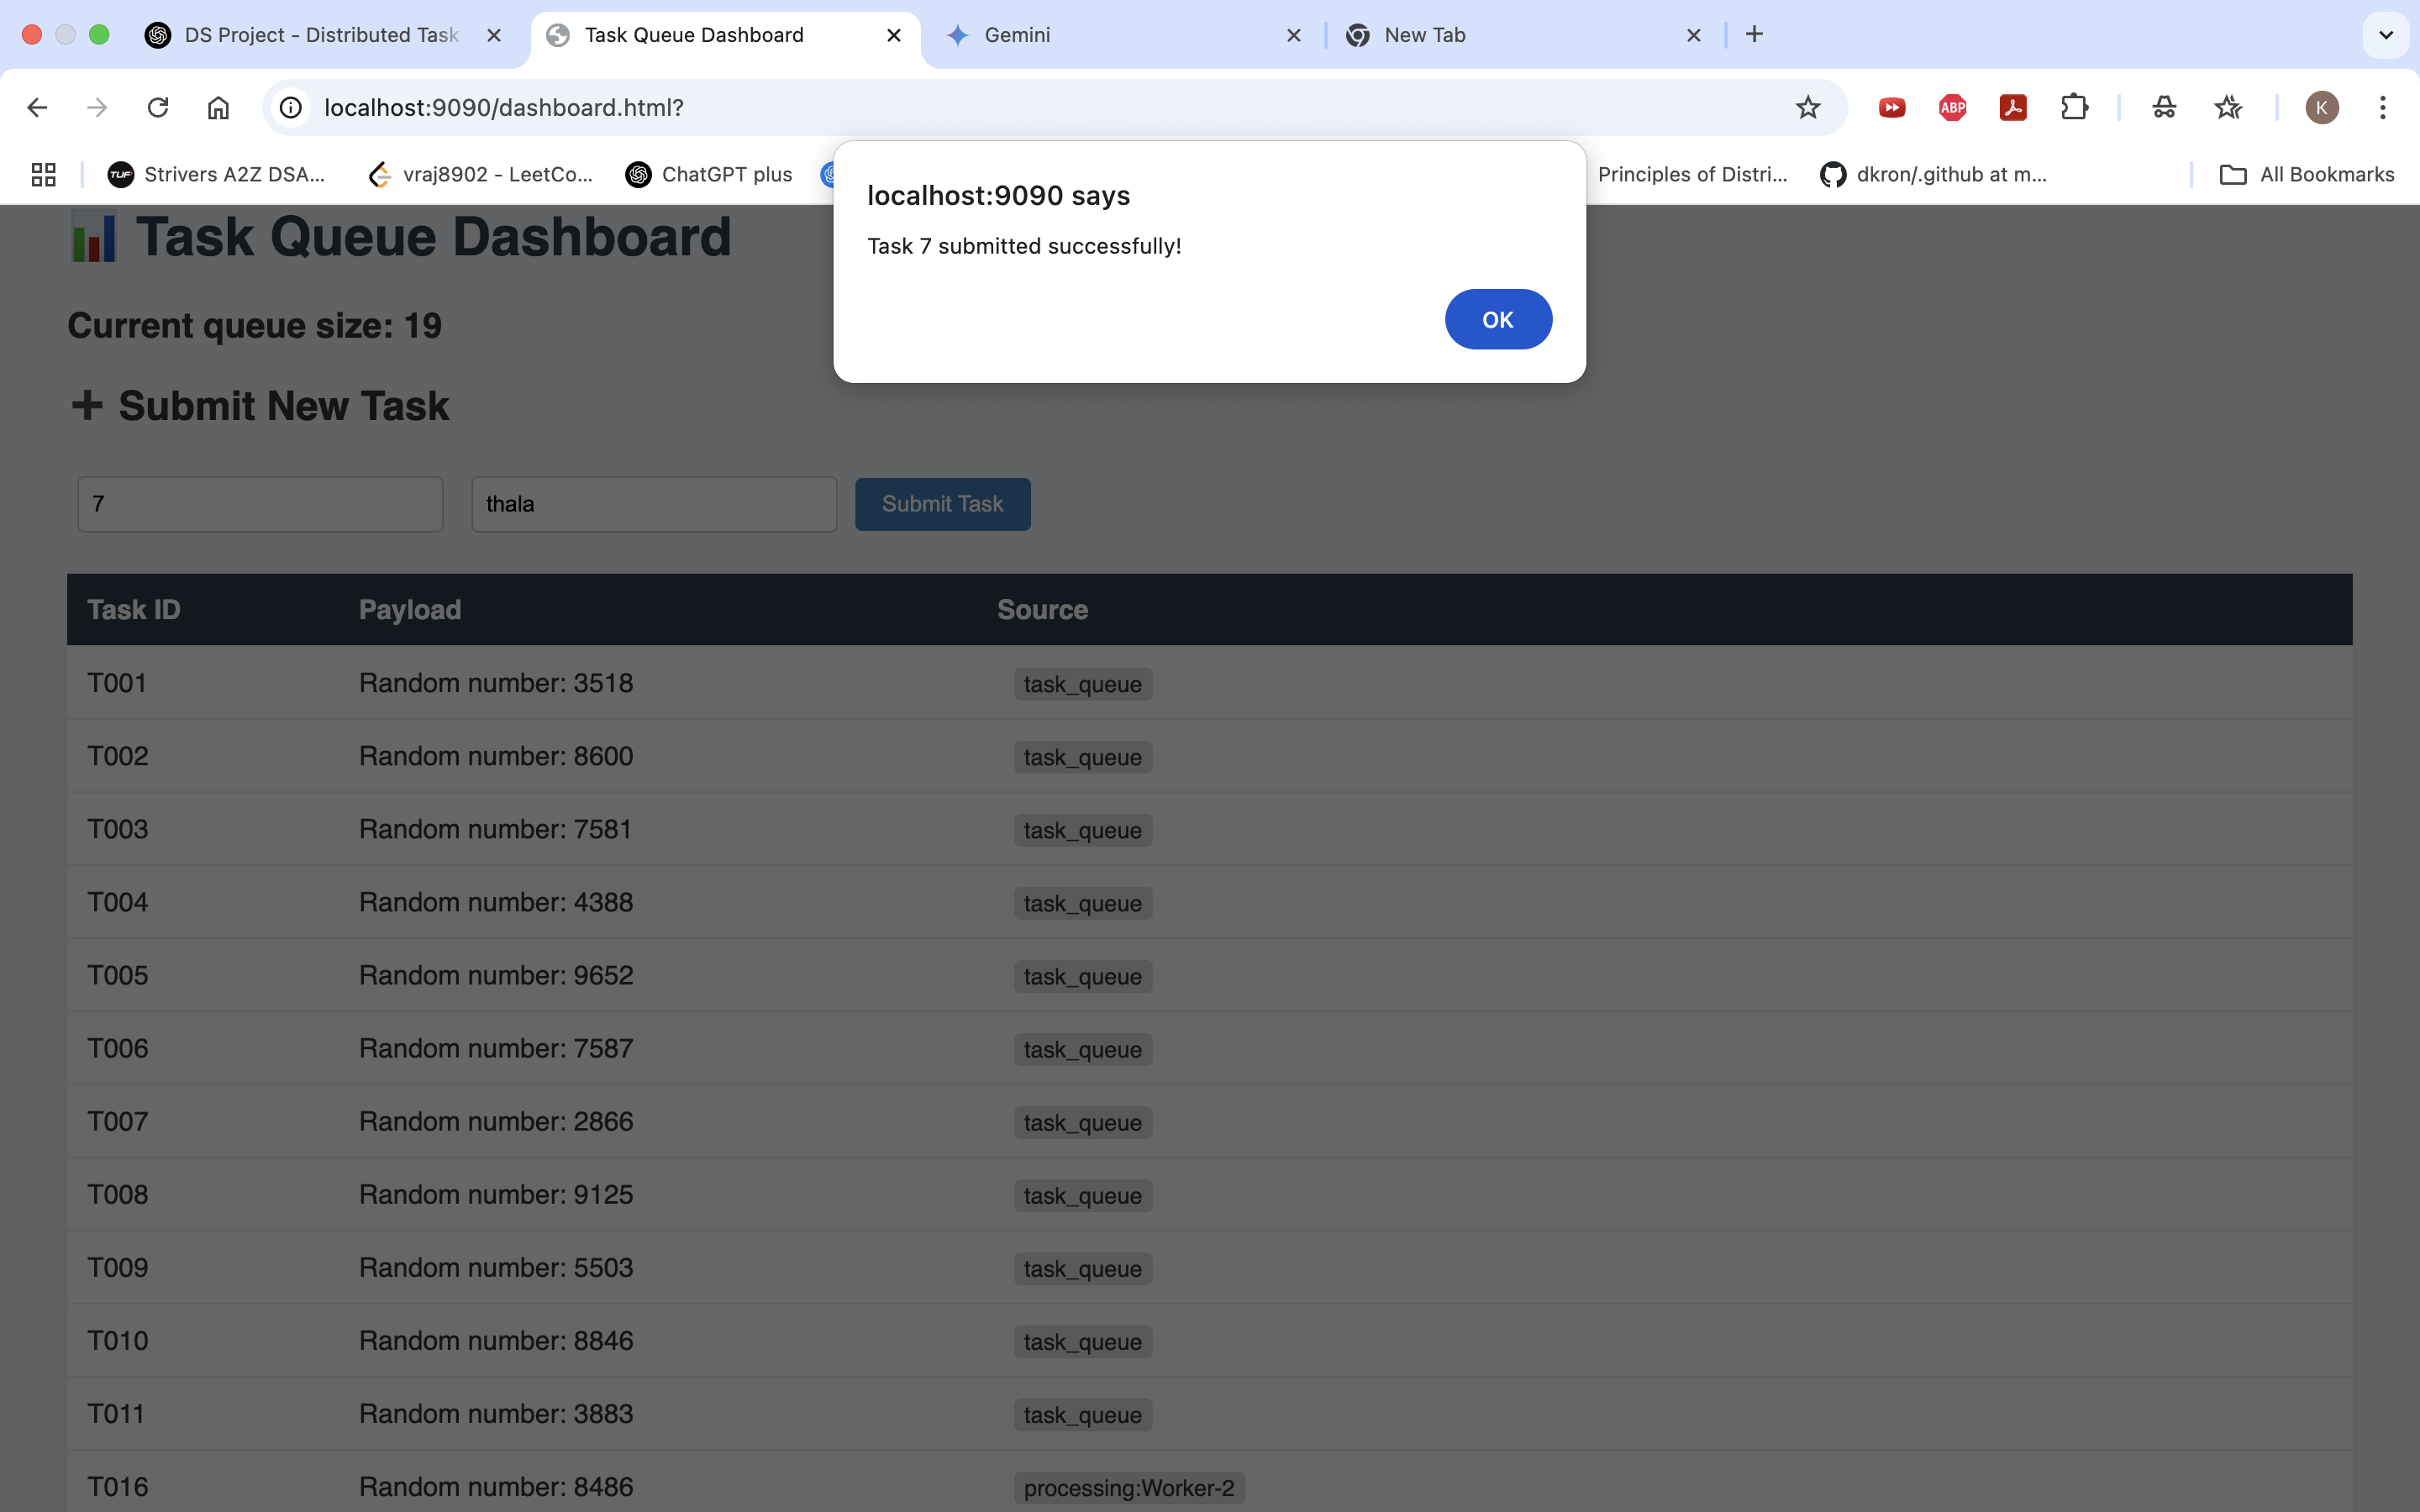 DS Project - Distributed Task
Task Queue Dashboard
Gemini
New Tab
localhost:9090/dashboard.html?
ABP
K
TUF
Strivers A2Z DSA...
vraj8902 - LeetCo...
ChatGPT plus
Principles of Distri...
dkron/.github at m...
All Bookmarks
localhost:9090 says
Task 7 submitted successfully!
OK
📊 Task Queue Dashboard
Current queue size: 19
➕ Submit New Task
7 thala Submit Task
Task ID Payload Source
T001 Random number: 3518 task_queue
T002 Random number: 8600 task_queue
T003 Random number: 7581 task_queue
T004 Random number: 4388 task_queue
T005 Random number: 9652 task_queue
T006 Random number: 7587 task_queue
T007 Random number: 2866 task_queue
T008 Random number: 9125 task_queue
T009 Random number: 5503 task_queue
T010 Random number: 8846 task_queue
T011 Random number: 3883 task_queue
T016 Random number: 8486 processing:Worker-2